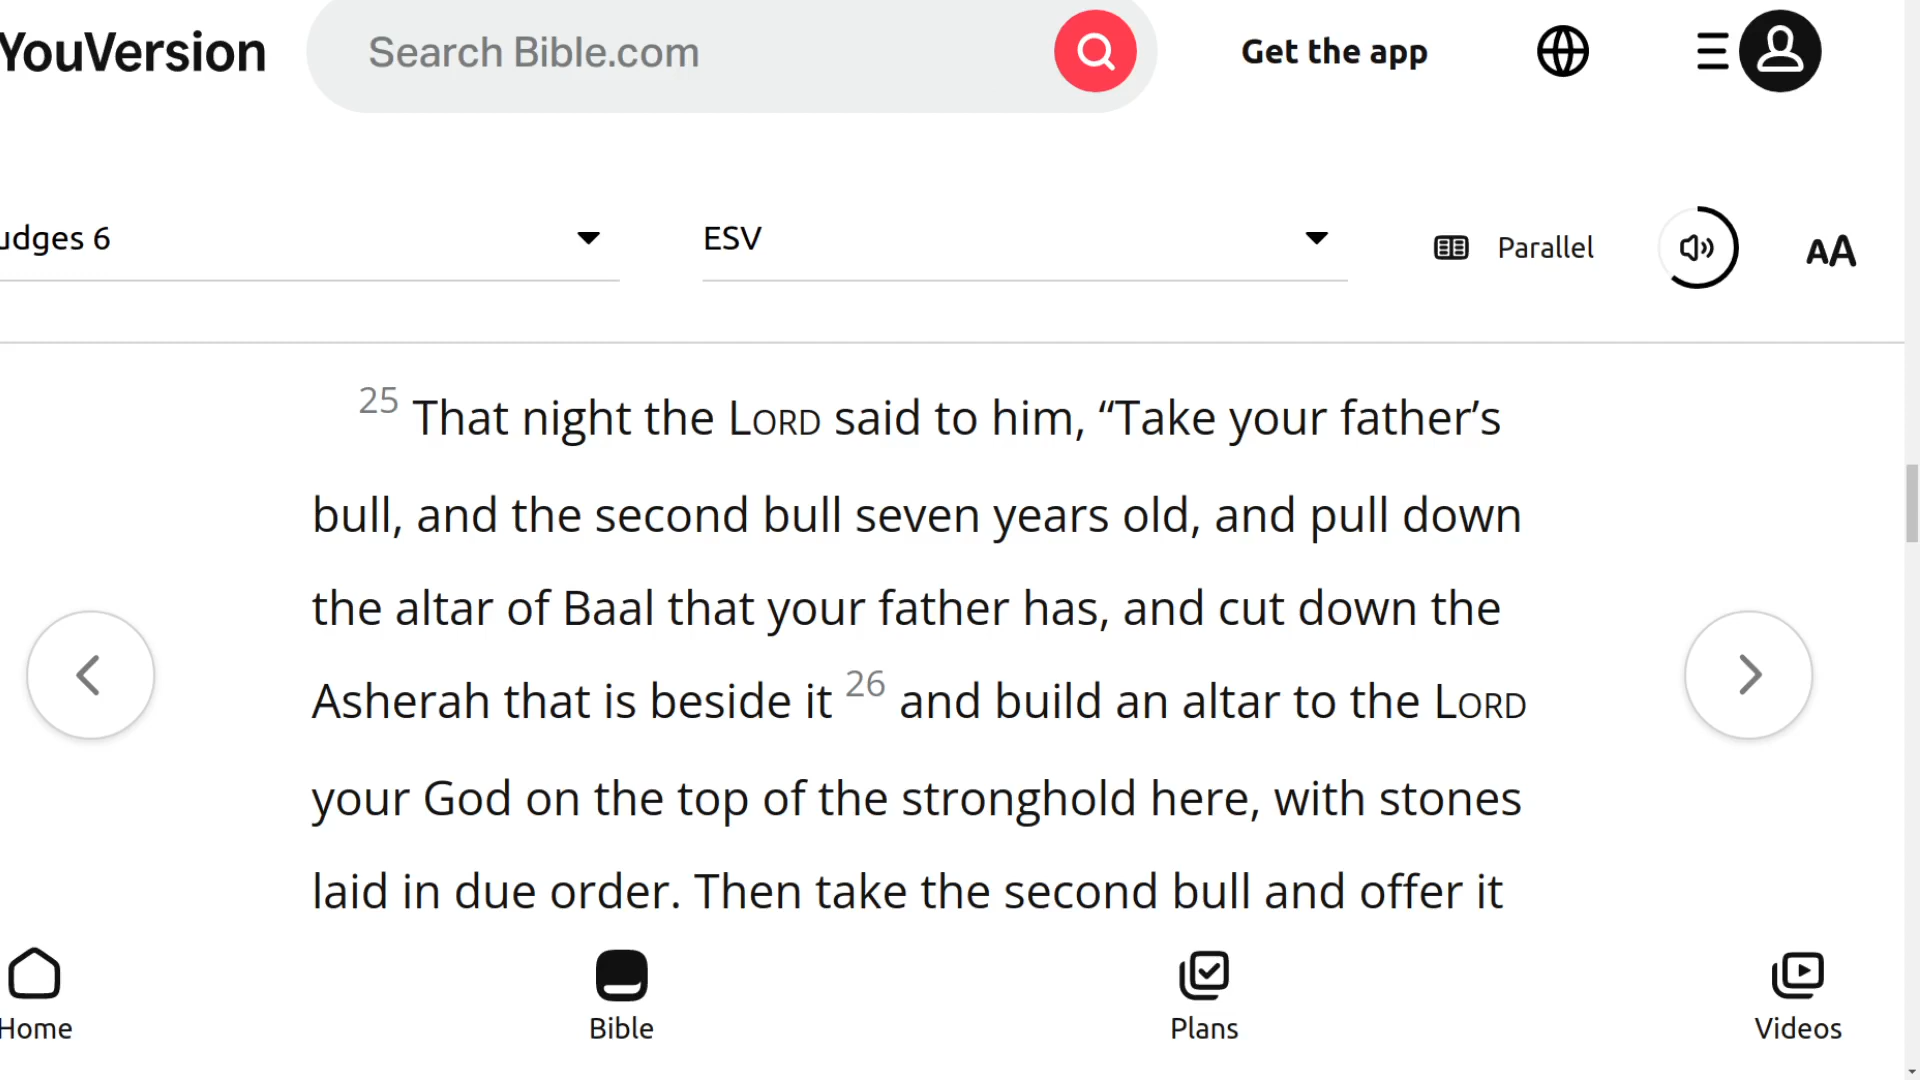 YouVersion
Search Bible.com
Get the app
udges 6
ESV
Parallel
AA
25 That night the LORD said to him, “Take your father’s
bull, and the second bull seven years old, and pull down
the altar of Baal that your father has, and cut down the
Asherah that is beside it 26 and build an altar to the LORD
your God on the top of the stronghold here, with stones
laid in due order. Then take the second bull and offer it
Home
Bible
Plans
Videos